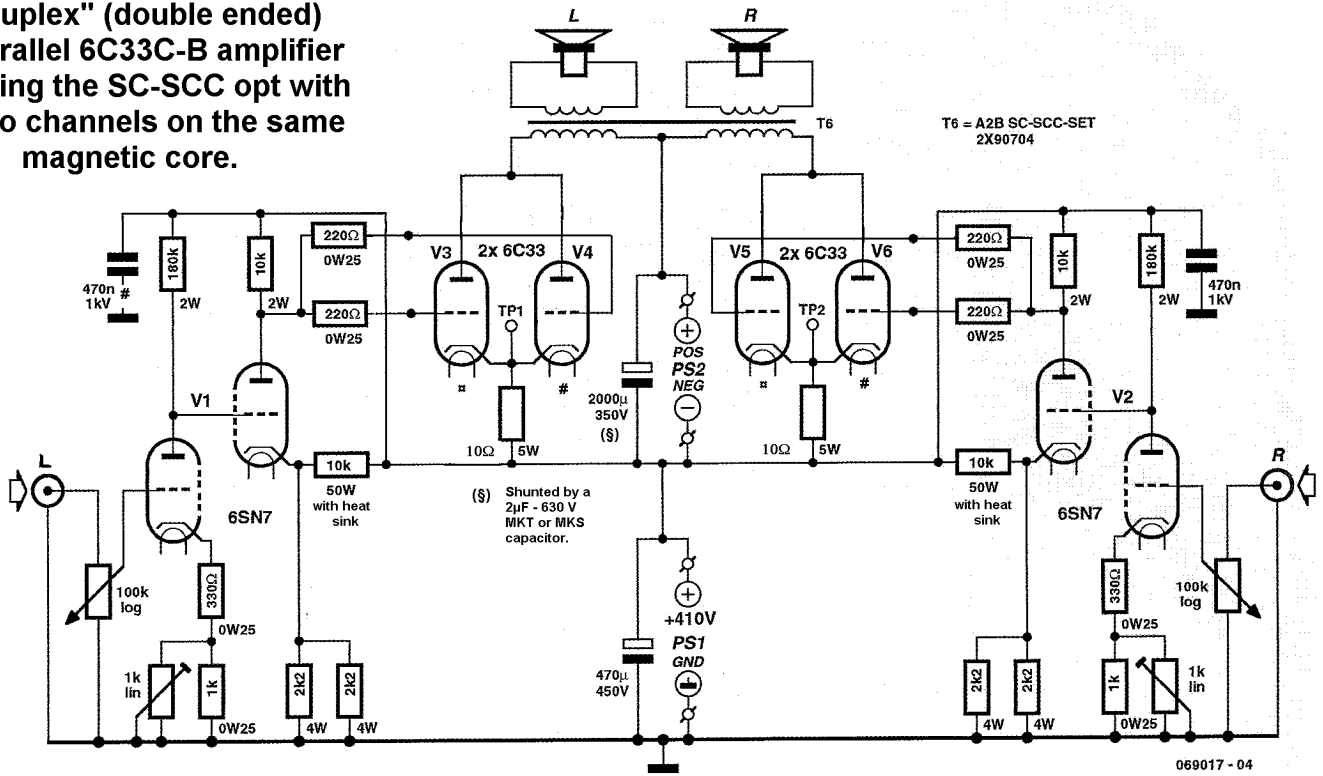 uplex" (double ended)
rallel 6C33C-B amplifier
ing the SC-SCC opt with
o channels on the same
magnetic core.
L
R
T6
T6 = A2B SC-SCC-SET
2X90704
470n
1kV
#
180k
2W
10k
2W
220Ω
0W25
220Ω
0W25
V3
2x 6C33
V4
TP1
¤
#
10Ω
5W
2000µ
350V
(§)
POS
PS2
NEG
V5
2x 6C33
V6
TP2
¤
#
10Ω
5W
220Ω
0W25
220Ω
0W25
10k
2W
180k
2W
470n
1kV
V1
V2
L
6SN7
10k
50W
with heat
sink
(§) Shunted by a
2µF - 630 V
MKT or MKS
capacitor.
10k
50W
with heat
sink
6SN7
R
100k
log
330Ω
0W25
1k
lin
1k
0W25
2k2
4W
2k2
4W
+410V
PS1
GND
470µ
450V
2k2
4W
2k2
4W
330Ω
0W25
1k
0W25
1k
lin
100k
log
069017 - 04